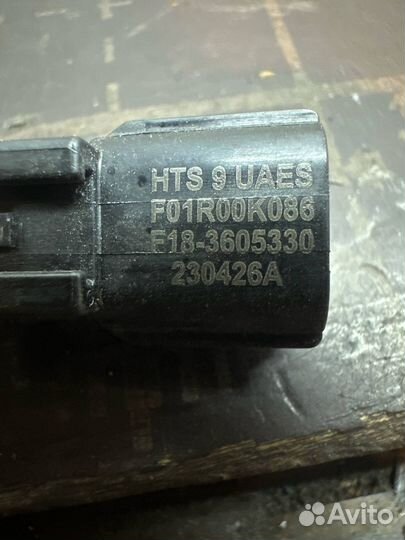 HTS 9 UAES
F01R00K086
F18-3605330
230426A
Avito